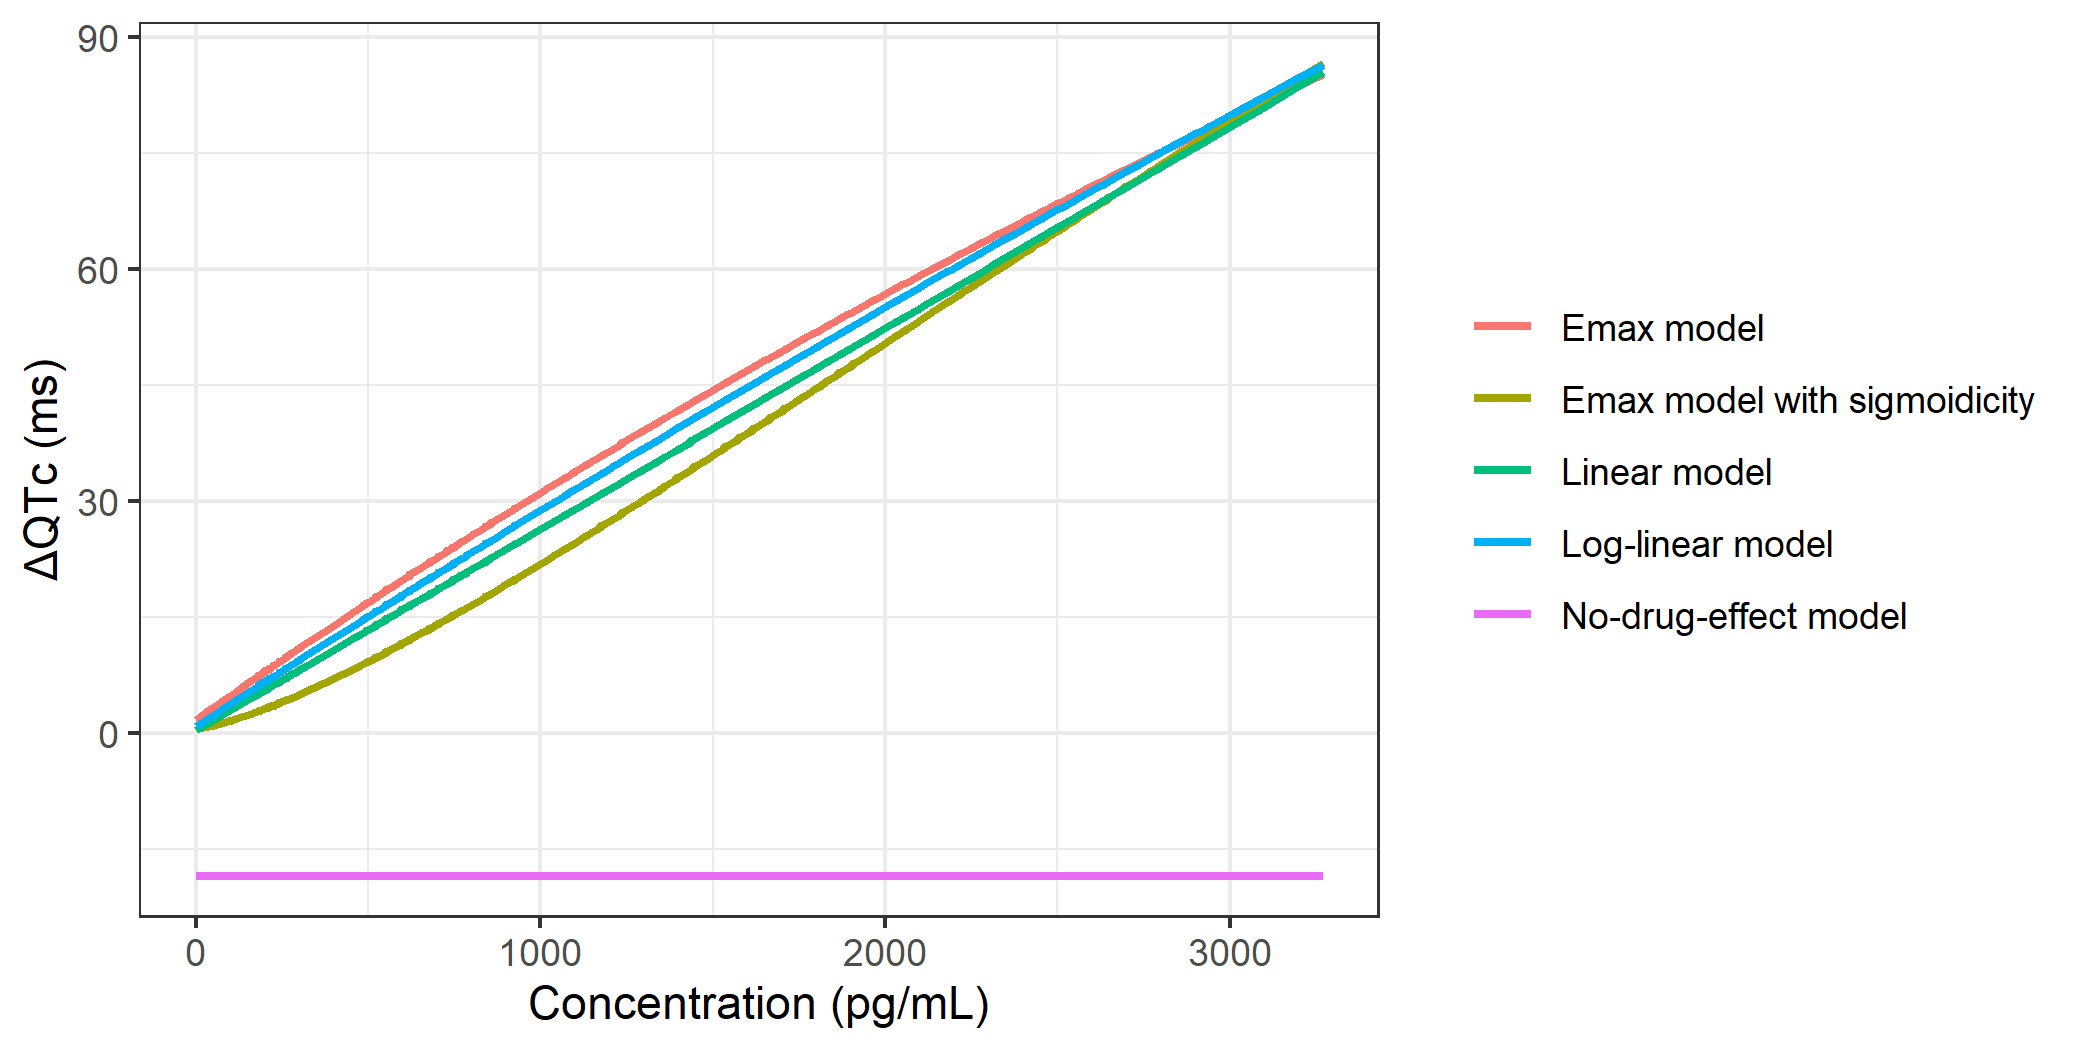 90
60
30
0
ΔQTc (ms)
0
1000
2000
3000
Concentration (pg/mL)
Emax model
Emax model with sigmoidicity
Linear model
Log-linear model
No-drug-effect model